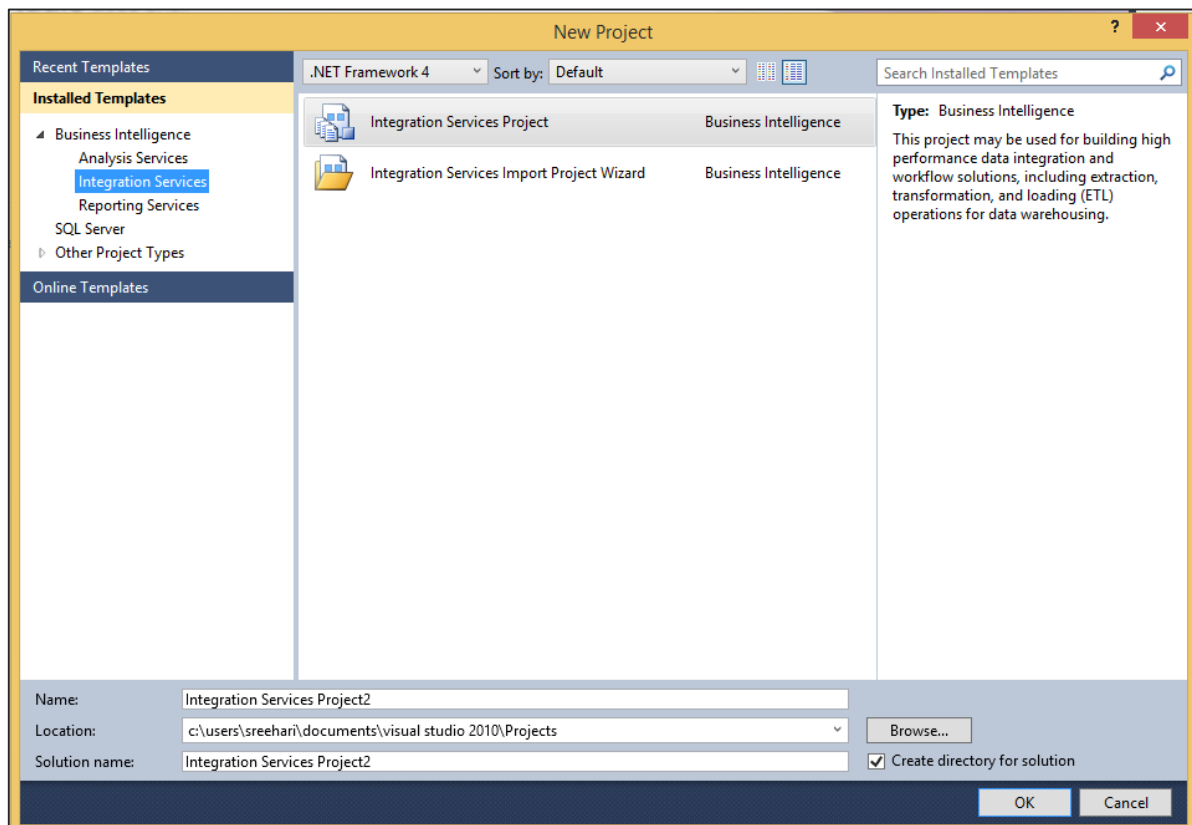 New Project
?
Recent Templates
Installed Templates
Business Intelligence
Analysis Services
Integration Services
Reporting Services
SQL Server
Other Project Types
Online Templates
.NET Framework 4
Sort by: Default
Integration Services Project Business Intelligence
Integration Services Import Project Wizard Business Intelligence
Search Installed Templates
Type: Business Intelligence
This project may be used for building high
performance data integration and
workflow solutions, including extraction,
transformation, and loading (ETL)
operations for data warehousing.
Name: Integration Services Project2
Location: c:\users\sreehari\documents\visual studio 2010\Projects
Browse...
Solution name: Integration Services Project2
Create directory for solution
OK Cancel